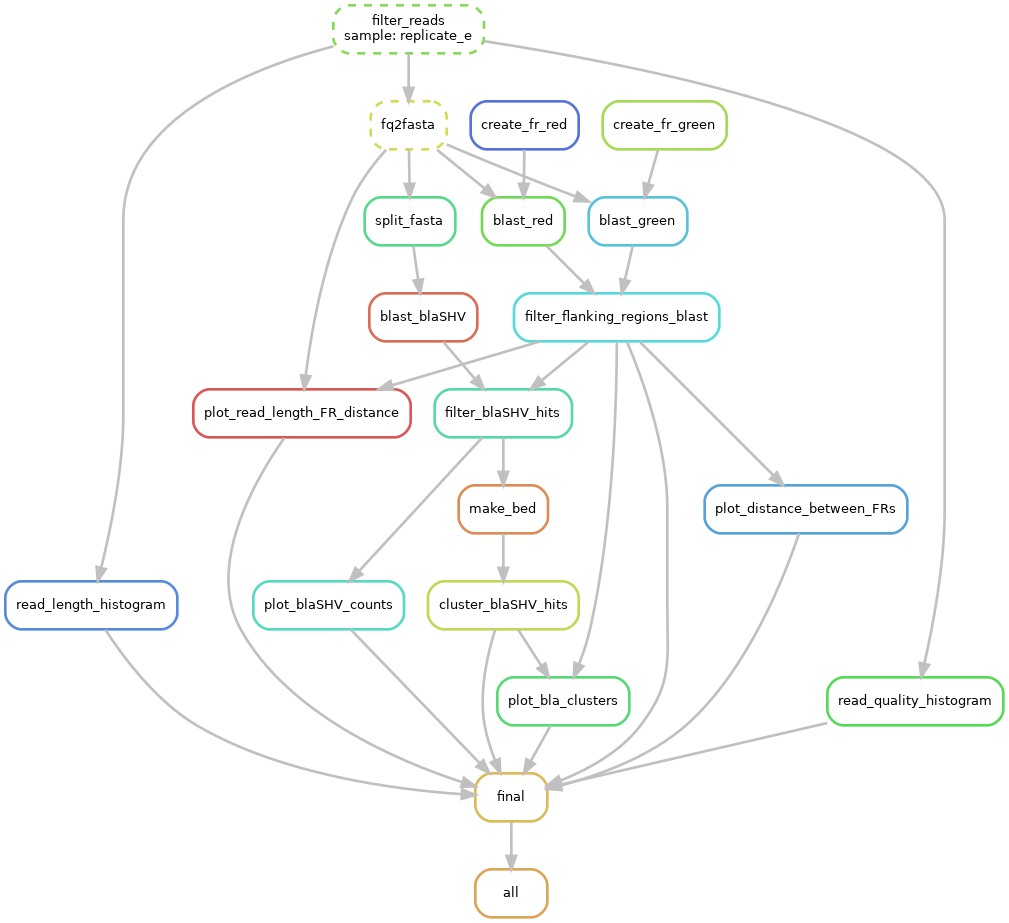 filter_reads
sample: replicate_e
fq2fasta
create_fr_red
create_fr_green
split_fasta
blast_red
blast_green
blast_blaSHV
filter_flanking_regions_blast
plot_read_length_FR_distance
filter_blaSHV_hits
make_bed
plot_distance_between_FRs
read_length_histogram
plot_blaSHV_counts
cluster_blaSHV_hits
plot_bla_clusters
read_quality_histogram
final
all